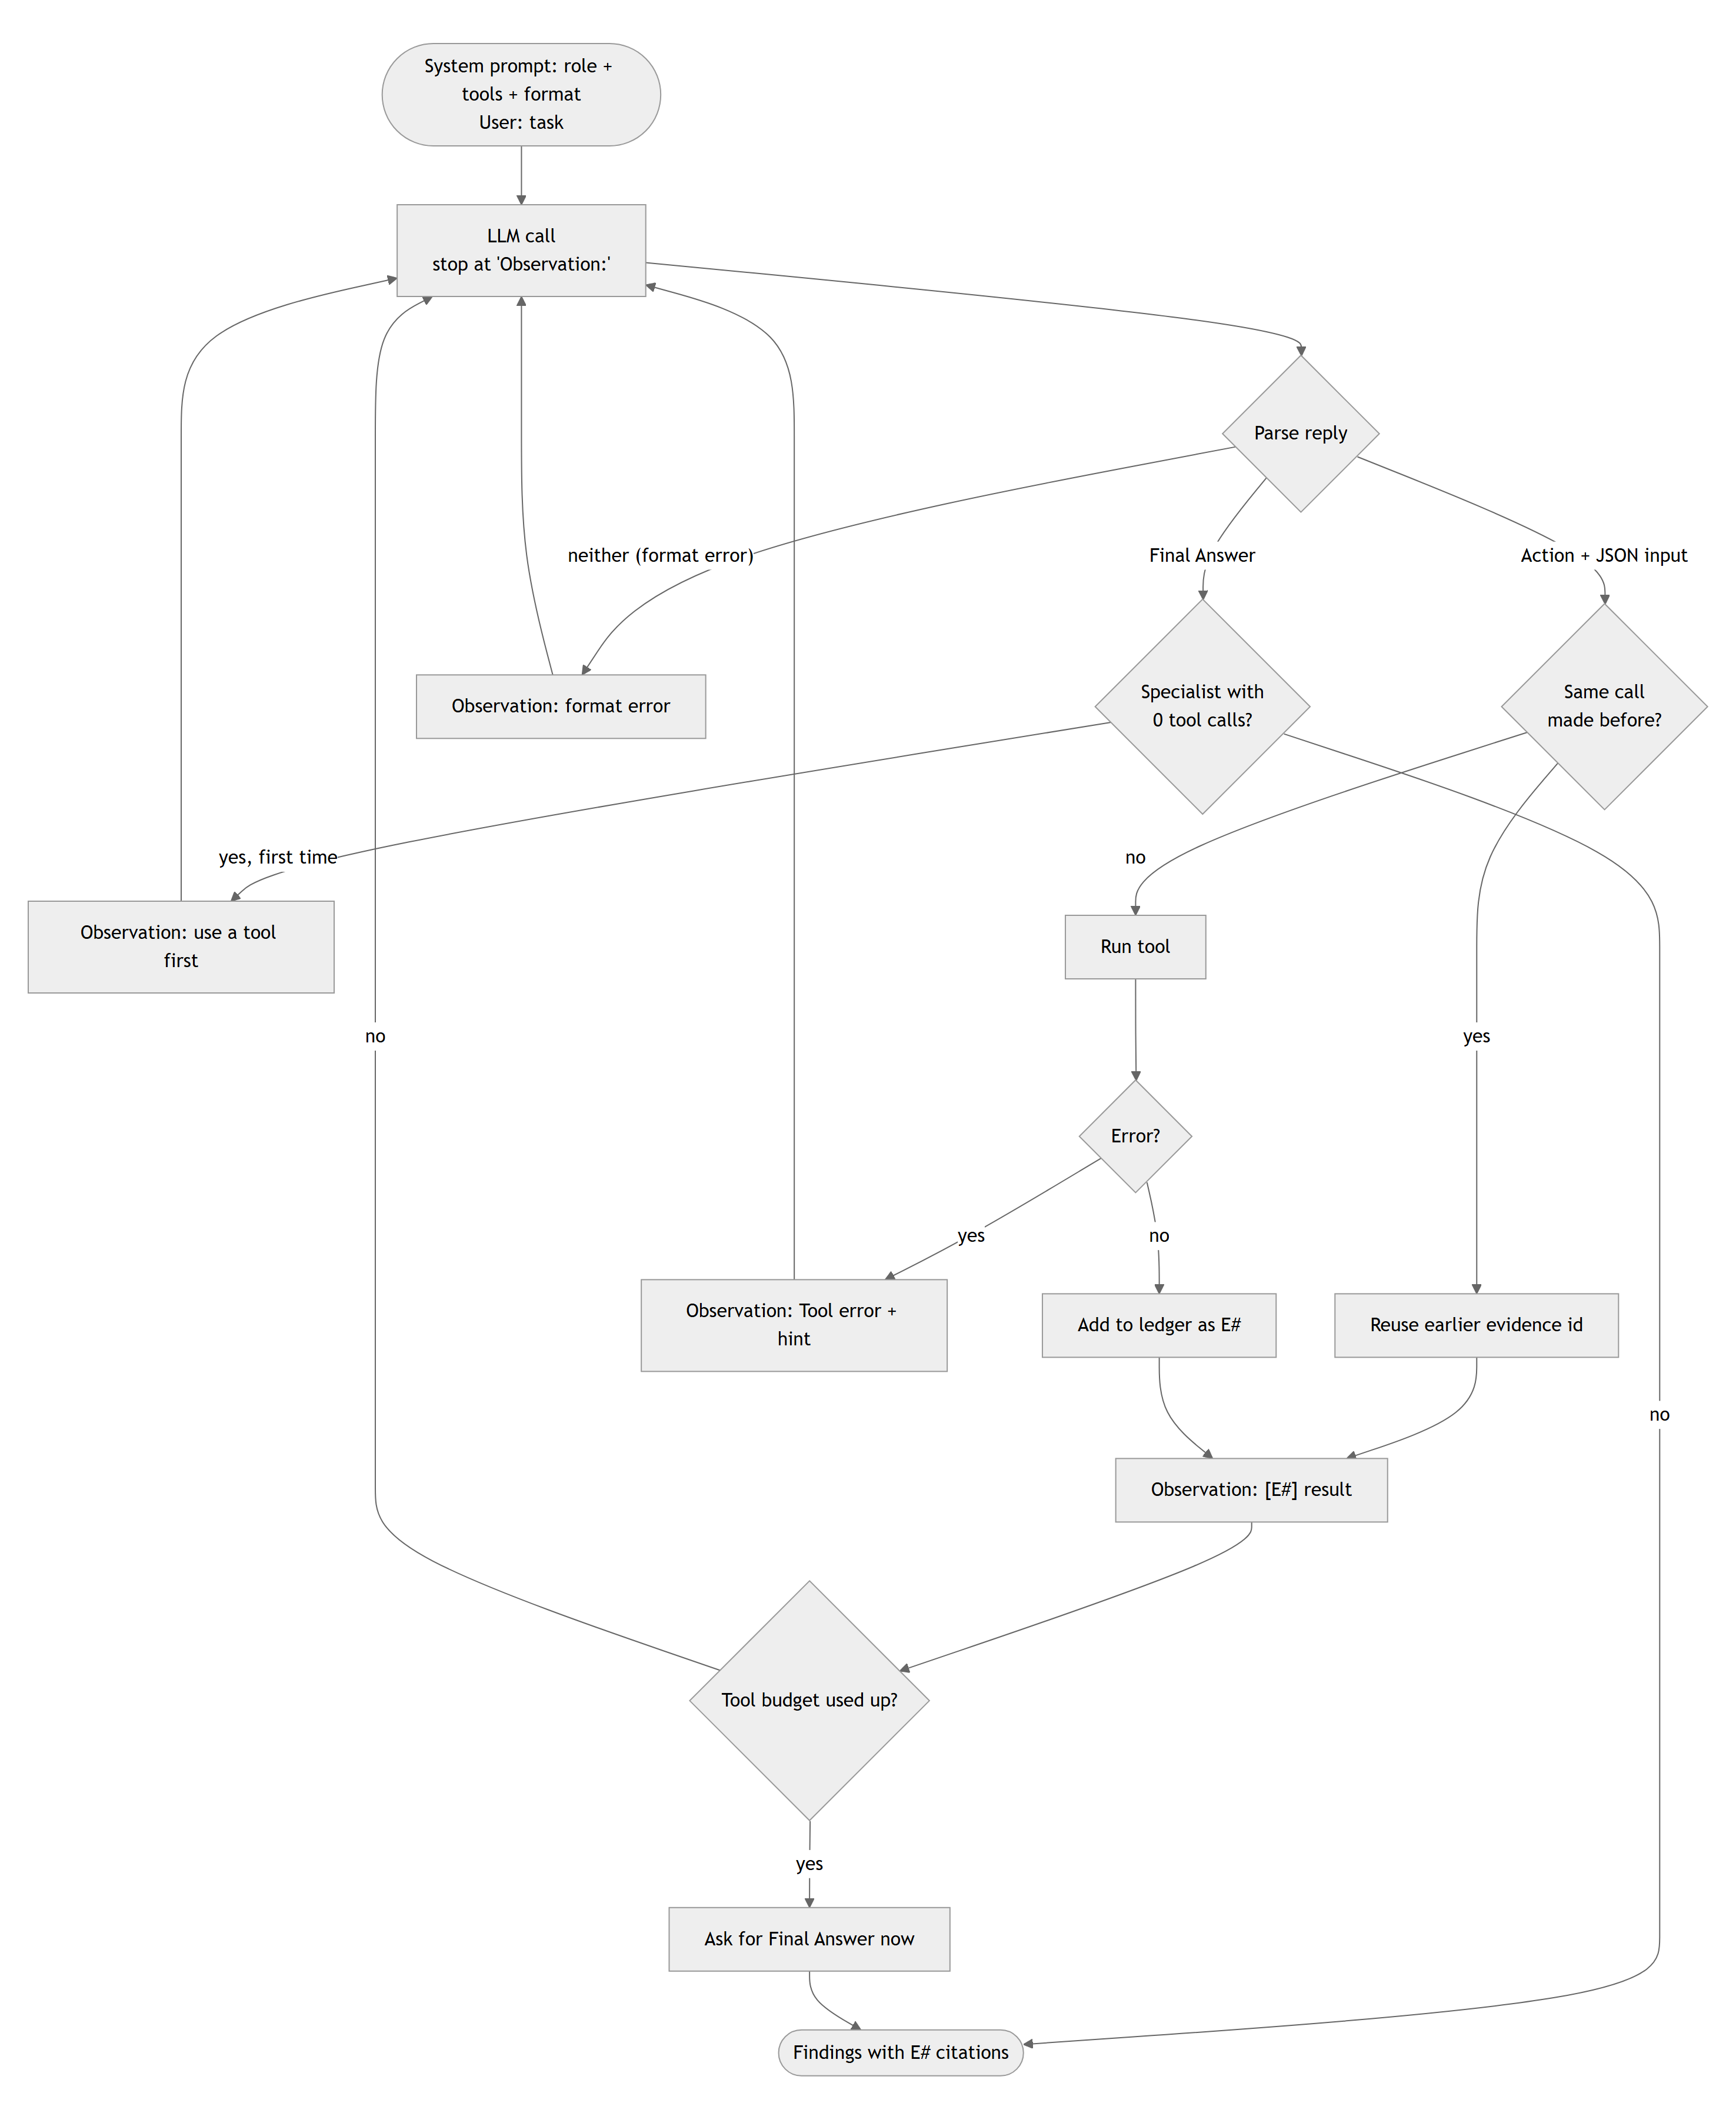 System prompt: role +
tools + format
User: task
LLM call
stop at 'Observation:'
Parse reply
neither (format error)
Final Answer
Action + JSON input
Observation: format error
Specialist with
0 tool calls?
Same call
made before?
yes, first time
no
Observation: use a tool
first
Run tool
no
yes
Error?
yes
no
Observation: Tool error +
hint
Add to ledger as E#
Reuse earlier evidence id
no
Observation: [E#] result
Tool budget used up?
yes
Ask for Final Answer now
Findings with E# citations